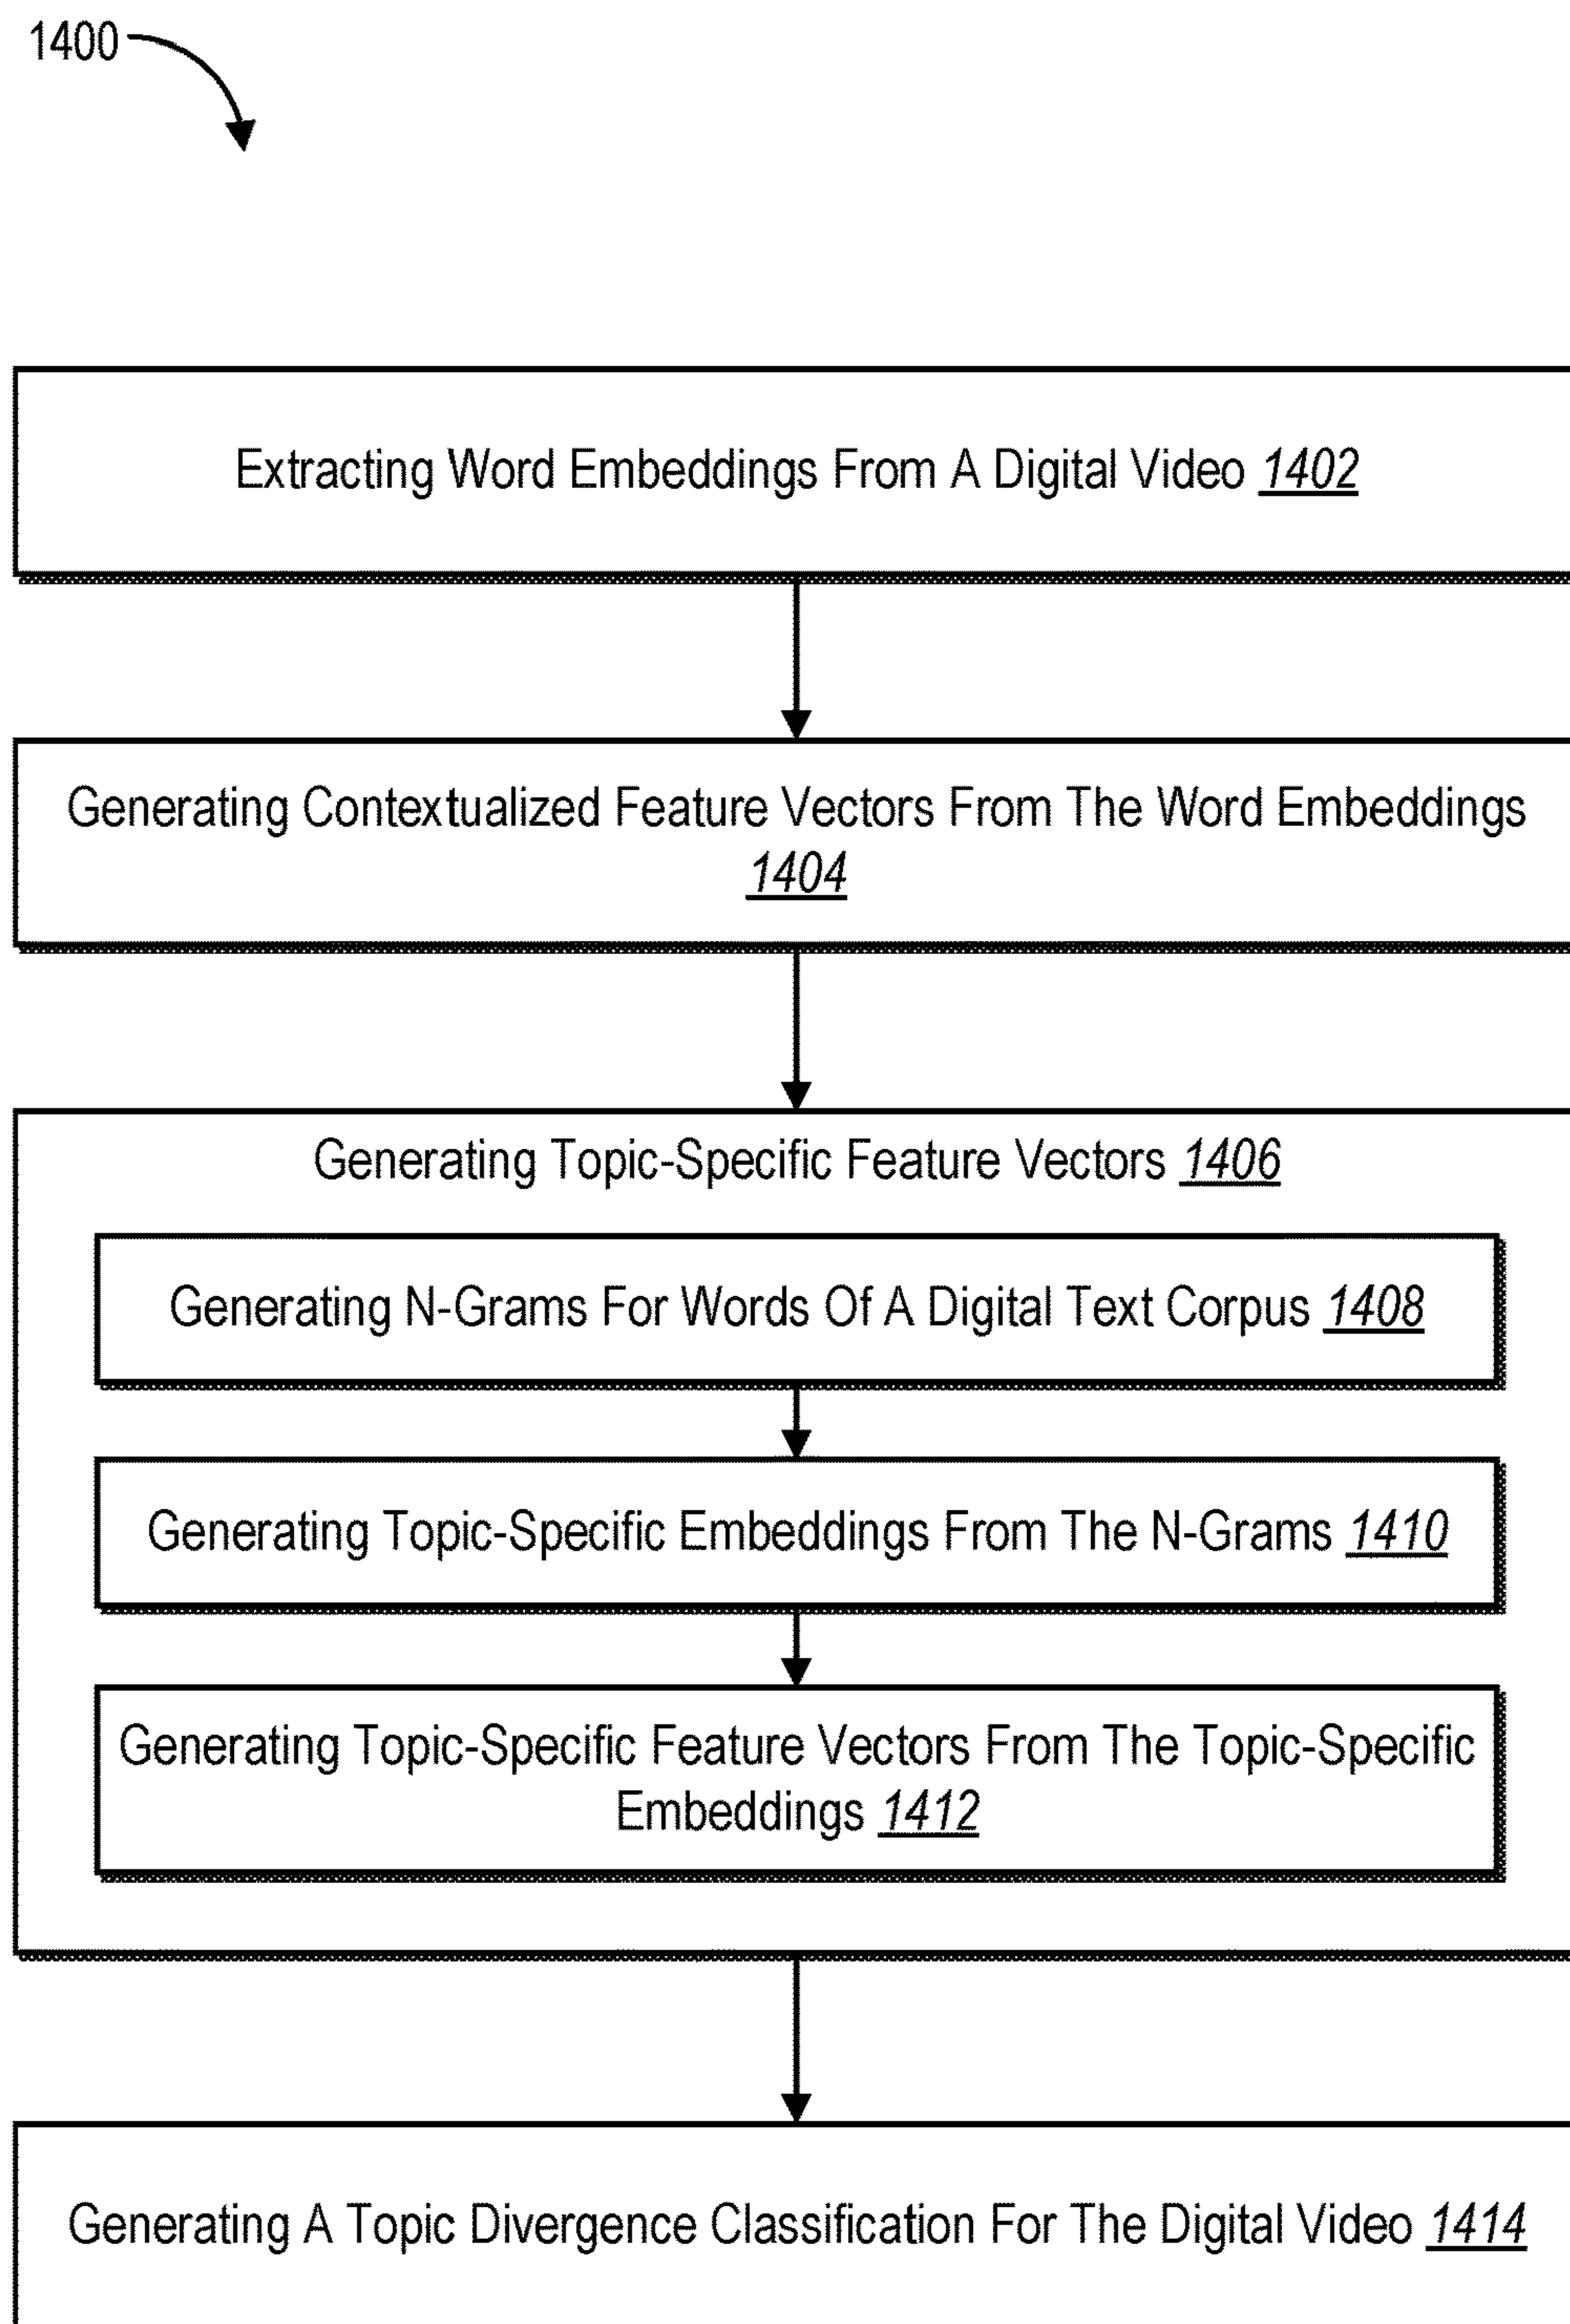 1400
Extracting Word Embeddings From A Digital Video 1402
Generating Contextualized Feature Vectors From The Word Embeddings
1404
Generating Topic-Specific Feature Vectors 1406
Generating N-Grams For Words Of A Digital Text Corpus 1408
Generating Topic-Specific Embeddings From The N-Grams 1410
Generating Topic-Specific Feature Vectors From The Topic-Specific
Embeddings 1412
Generating A Topic Divergence Classification For The Digital Video 1414